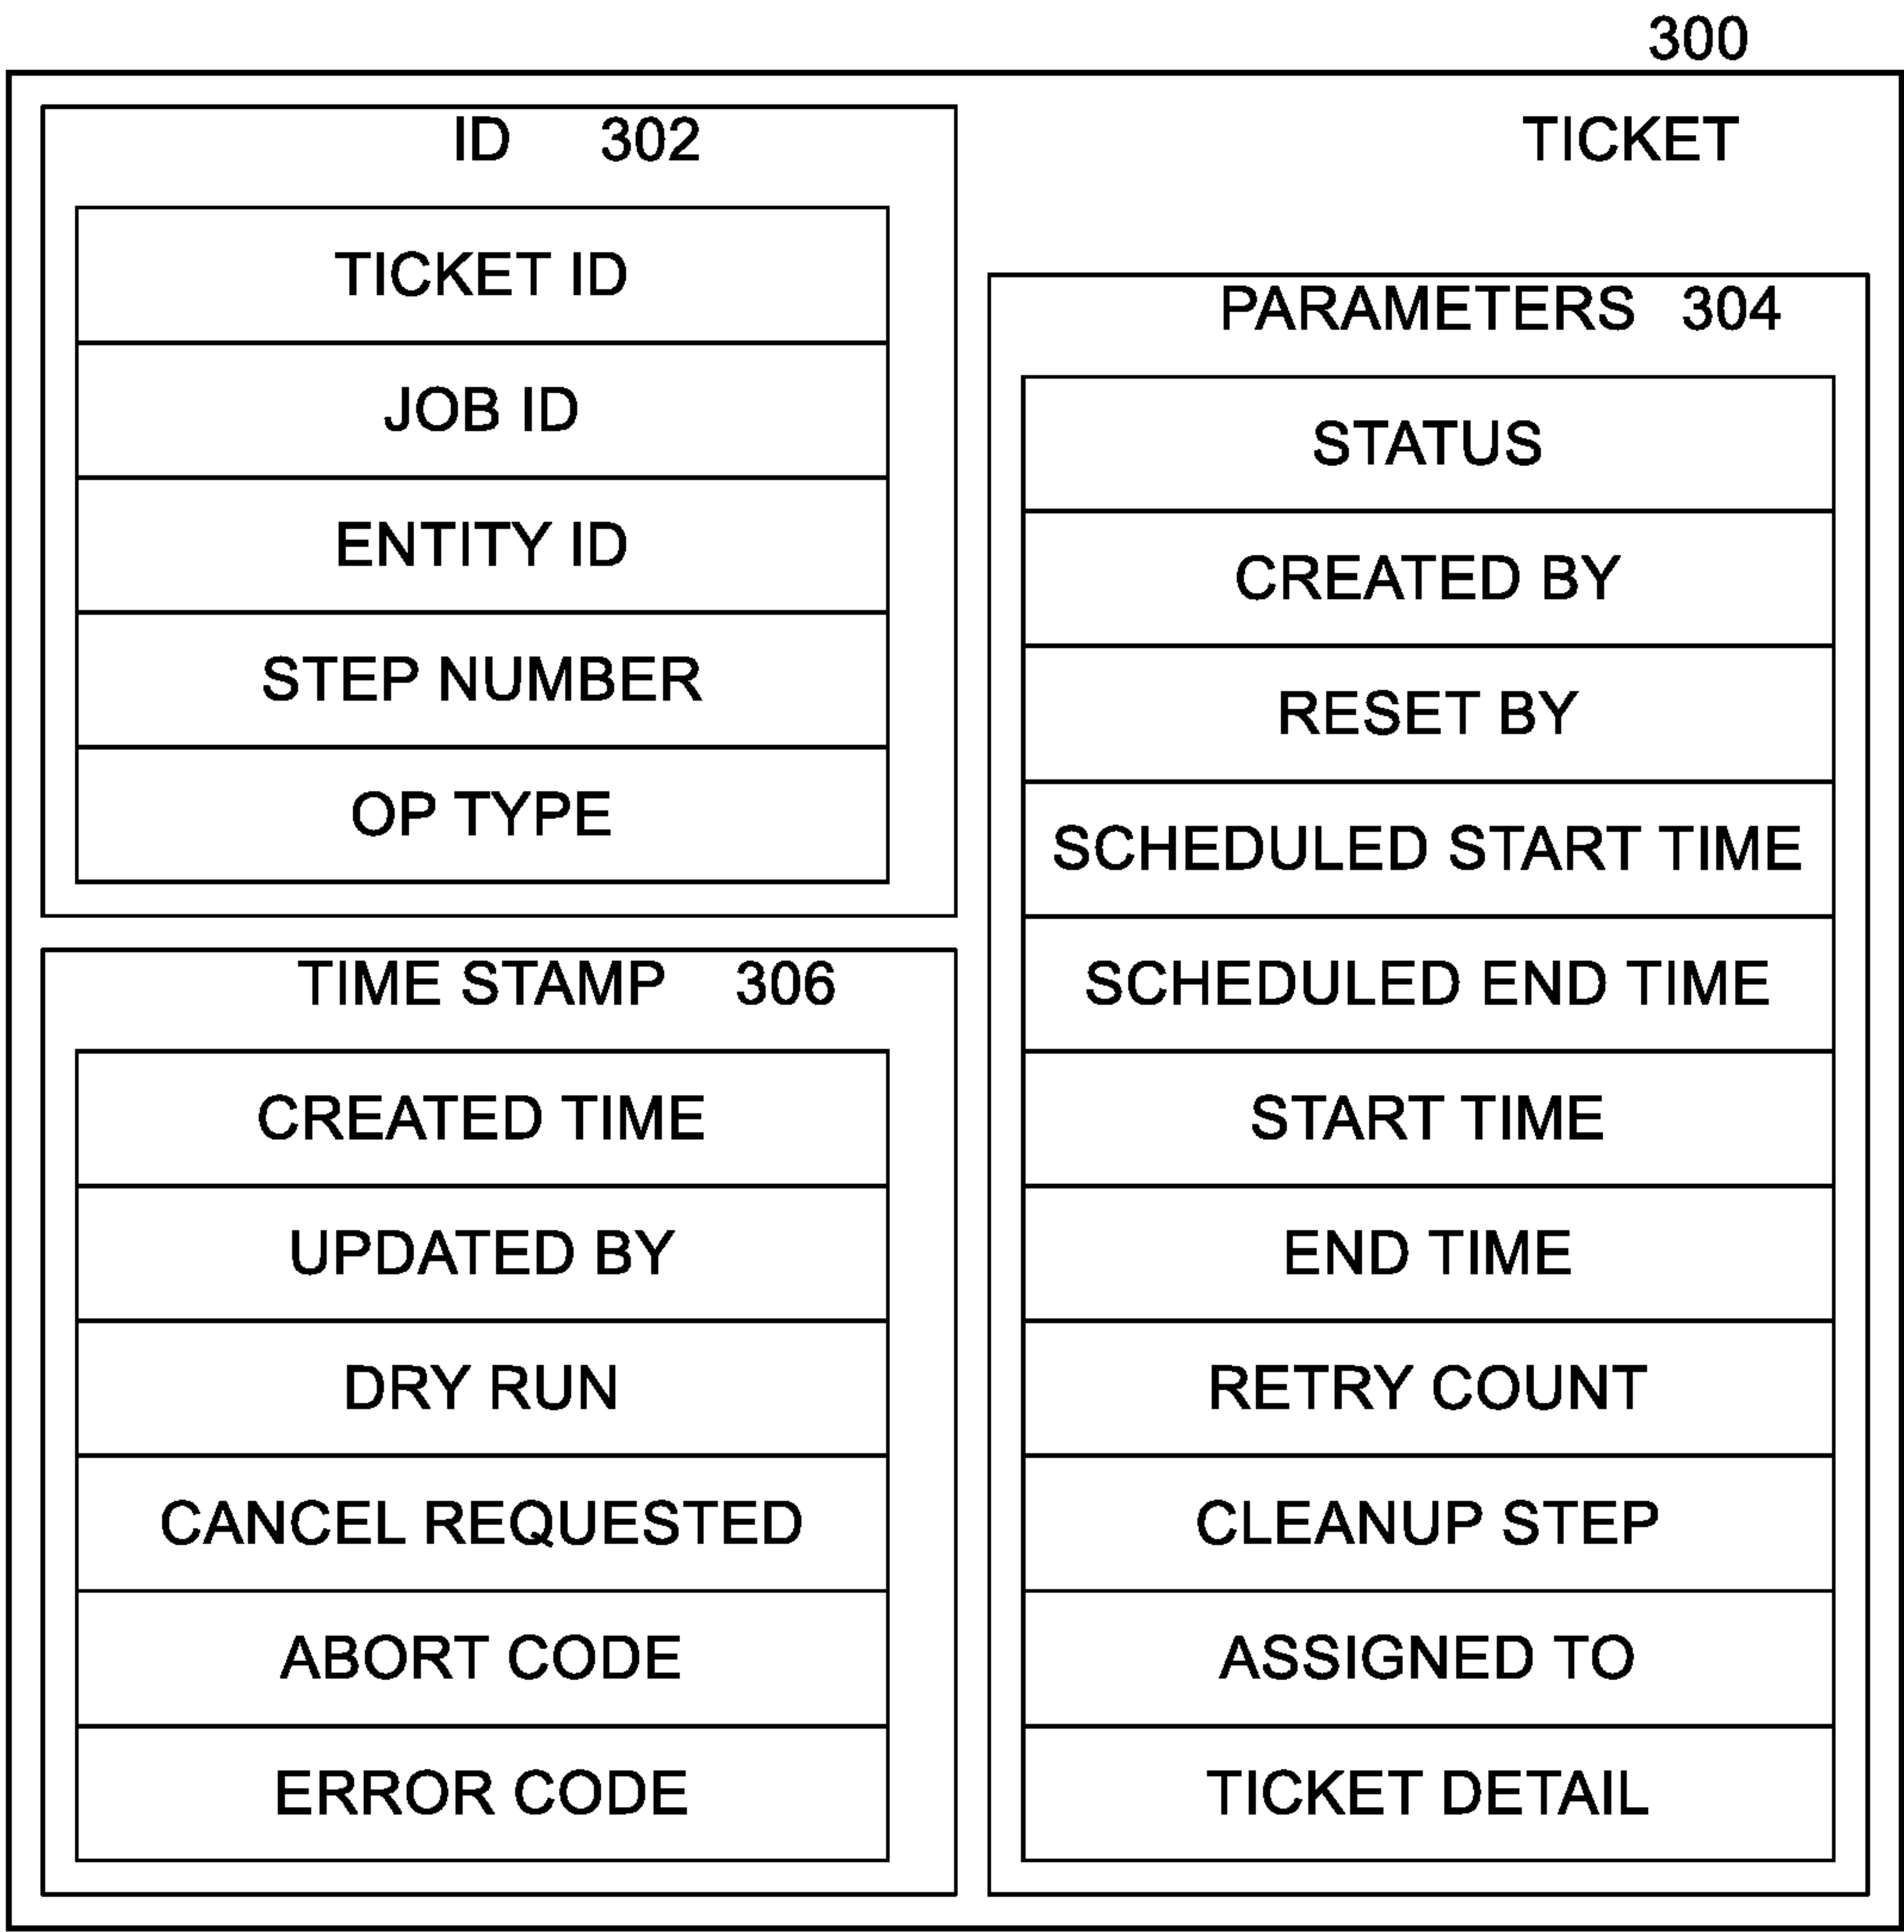 300
TICKET
ID 302
TICKET ID
JOB ID
ENTITY ID
STEP NUMBER
OP TYPE
TIME STAMP 306
CREATED TIME
UPDATED BY
DRY RUN
CANCEL REQUESTED
ABORT CODE
ERROR CODE
PARAMETERS 304
STATUS
CREATED BY
RESET BY
SCHEDULED START TIME
SCHEDULED END TIME
START TIME
END TIME
RETRY COUNT
CLEANUP STEP
ASSIGNED TO
TICKET DETAIL